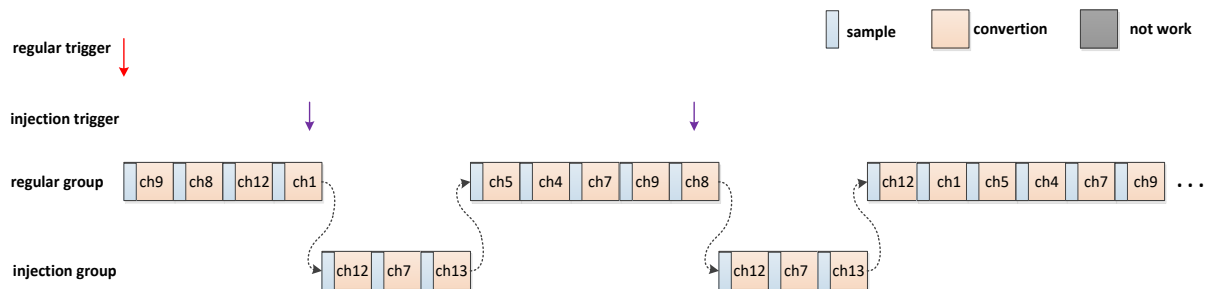 regular trigger
sample
convertion
not work
injection trigger
regular group
ch9 ch8 ch12 ch1
ch5 ch4 ch7 ch9 ch8
ch12 ch1 ch5 ch4 ch7 ch9 ...
injection group
ch12 ch7 ch13
ch12 ch7 ch13